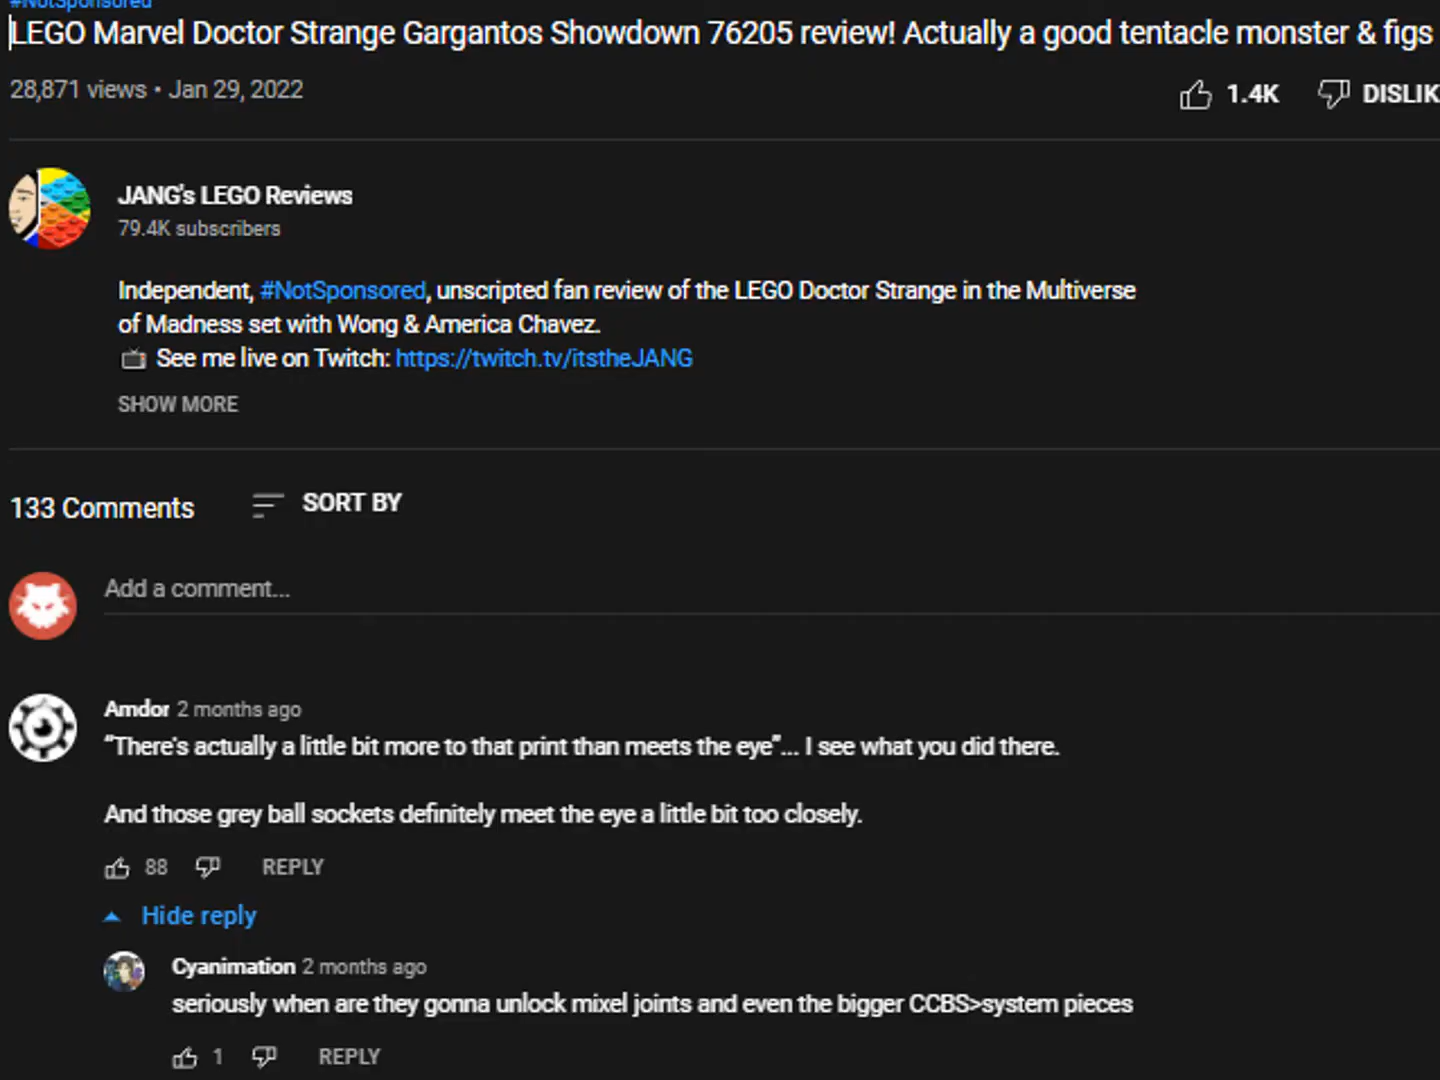 #NotSponsored
LEGO Marvel Doctor Strange Gargantos Showdown 76205 review! Actually a good tentacle monster & figs
28,871 views • Jan 29, 2022
1.4K
DISLIK
JANG's LEGO Reviews
79.4K subscribers
Independent, #NotSponsored, unscripted fan review of the LEGO Doctor Strange in the Multiverse
of Madness set with Wong & America Chavez.
📺 See me live on Twitch: https://twitch.tv/itstheJANG
SHOW MORE
133 Comments
SORT BY
Add a comment...
Amdor 2 months ago
“There's actually a little bit more to that print than meets the eye”... I see what you did there.
And those grey ball sockets definitely meet the eye a little bit too closely.
88
REPLY
Hide reply
Cyanimation 2 months ago
seriously when are they gonna unlock mixel joints and even the bigger CCBS>system pieces
1
REPLY